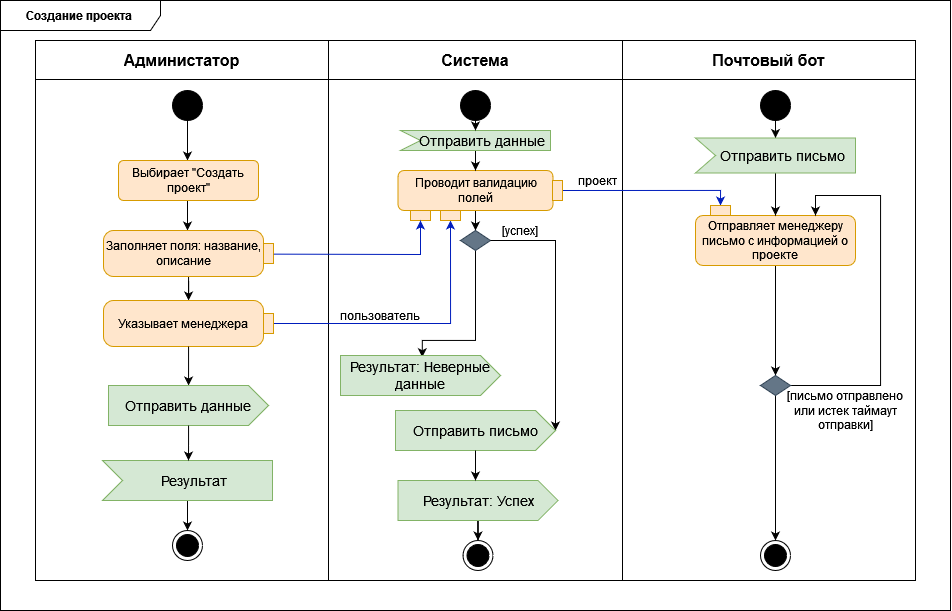 Создание проекта
Администатор
Система
Почтовый бот
Выбирает "Создать
проект"
Заполняет поля: название,
описание
Указывает менеджера
Отправить данные
Результат
Отправить данные
Проводит валидацию
полей
[успех]
проект
пользователь
Результат: Неверные
данные
Отправить письмо
Результат: Успех
Отправить письмо
Отправляет менеджеру
письмо с информацией о
проекте
[письмо отправлено
или истек таймаут
отправки]